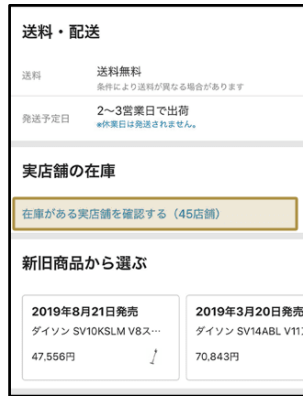 送料・配送
送料
送料無料
条件により送料が異なる場合があります
発送予定日
2〜3営業日で出荷
※休業日は発送されません。
実店舗の在庫
在庫がある実店舗を確認する（45店舗）
新旧商品から選ぶ
2019年8月21日発売
ダイソン SV10KSLM V8ス…
47,556円
2019年3月20日発売
ダイソン SV14ABL V11
70,843円